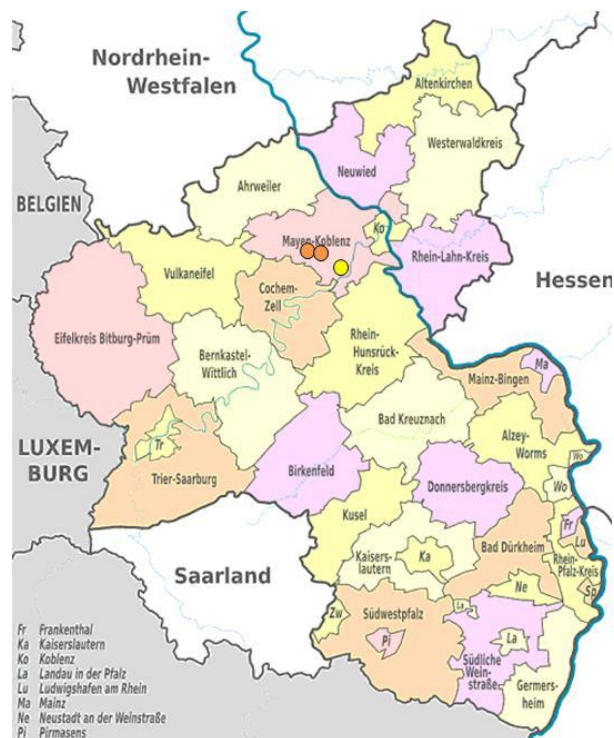 Nordrhein-
Westfalen
Altenkirchen
Westerwaldkreis
Neuwied
Ahrweiler
BELGIEN
Mayen-Koblenz
Ko
Rhein-Lahn-Kreis
Vulkaneifel
Hessen
Cochem-
Zell
Eifelkreis Bitburg-Prüm
Rhein-
Hunsrück-
Kreis
Bernkastel-
Wittlich
Mainz-Bingen
Ma
Bad Kreuznach
Alzey-
Worms
LUXEM-
BURG
Tr
Trier-Saarburg
Birkenfeld
Donnersbergkreis
Wo
Wo
Kusel
Fr
Lu
Saarland
Kaisers-
lautern
Ka
Bad Dürkheim
Rhein-
Pfalz-Kreis
Sp
Ne
Zw
Südwestpfalz
La
Pi
La
Südliche
Wein-
straße
Germers-
heim
Fr Frankenthal
Ka Kaiserslautern
Ko Koblenz
La Landau in der Pfalz
Lu Ludwigshafen am Rhein
Ma Mainz
Ne Neustadt an der Weinstraße
Pi Pirmasens